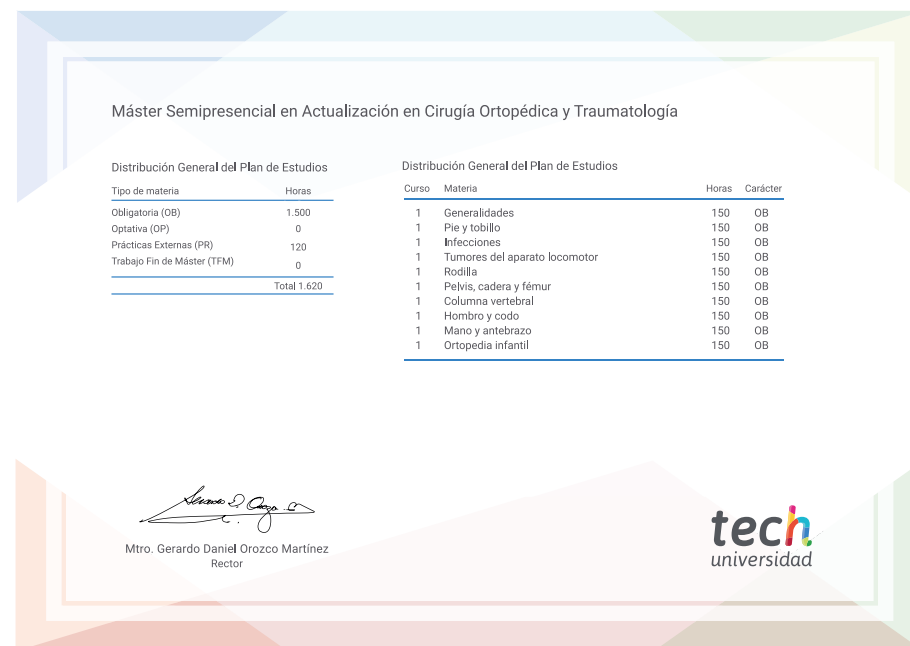 Máster Semipresencial en Actualización en Cirugía Ortopédica y Traumatología
Distribución General del Plan de Estudios
Tipo de materia Horas
Obligatoria (OB) 1.500
Optativa (OP) 0
Prácticas Externas (PR) 120
Trabajo Fin de Máster (TFM) 0
Total 1.620
Distribución General del Plan de Estudios
Curso Materia Horas Carácter
1 Generalidades 150 OB
1 Pie y tobillo 150 OB
1 Infecciones 150 OB
1 Tumores del aparato locomotor 150 OB
1 Rodilla 150 OB
1 Pelvis, cadera y fémur 150 OB
1 Columna vertebral 150 OB
1 Hombro y codo 150 OB
1 Mano y antebrazo 150 OB
1 Ortopedia infantil 150 OB
Mtro. Gerardo Daniel Orozco Martínez
Rector
tech
universidad